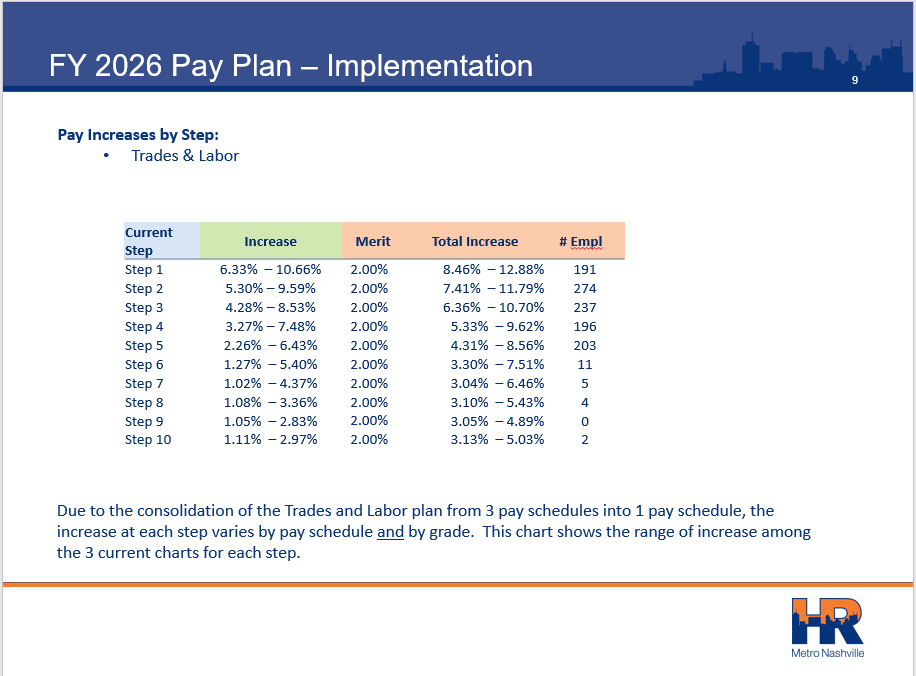 FY 2026 Pay Plan – Implementation
9
Pay Increases by Step:
• Trades & Labor
Current Step Increase Merit Total Increase # Empl
Step 1 6.33% – 10.66% 2.00% 8.46% – 12.88% 191
Step 2 5.30% – 9.59% 2.00% 7.41% – 11.79% 274
Step 3 4.28% – 8.53% 2.00% 6.36% – 10.70% 237
Step 4 3.27% – 7.48% 2.00% 5.33% – 9.62% 196
Step 5 2.26% – 6.43% 2.00% 4.31% – 8.56% 203
Step 6 1.27% – 5.40% 2.00% 3.30% – 7.51% 11
Step 7 1.02% – 4.37% 2.00% 3.04% – 6.46% 5
Step 8 1.08% – 3.36% 2.00% 3.10% – 5.43% 4
Step 9 1.05% – 2.83% 2.00% 3.05% – 4.89% 0
Step 10 1.11% – 2.97% 2.00% 3.13% – 5.03% 2
Due to the consolidation of the Trades and Labor plan from 3 pay schedules into 1 pay schedule, the
increase at each step varies by pay schedule and by grade.  This chart shows the range of increase among
the 3 current charts for each step.
HR
Metro Nashville